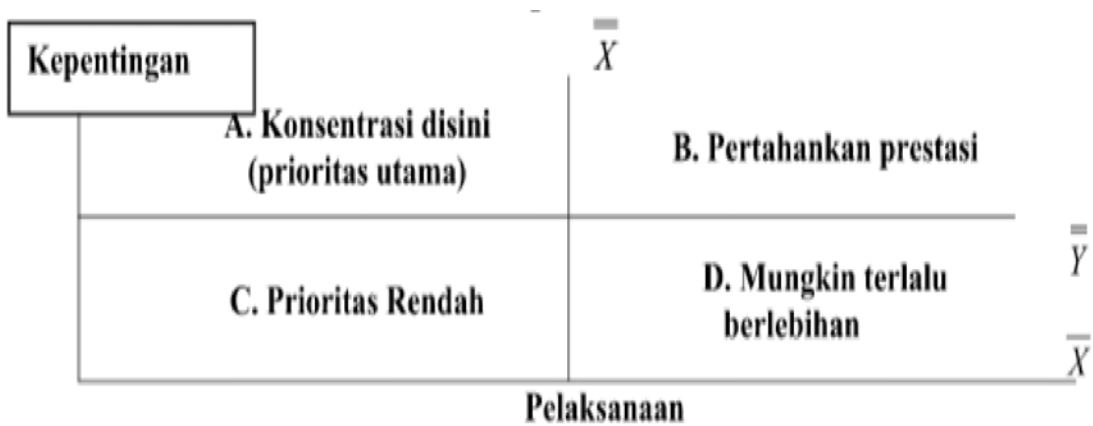 X
Kepentingan
A. Konsentrasi disini
(prioritas utama)
B. Pertahankan prestasi
Y
C. Prioritas Rendah
D. Mungkin terlalu
berlebihan
X
Pelaksanaan